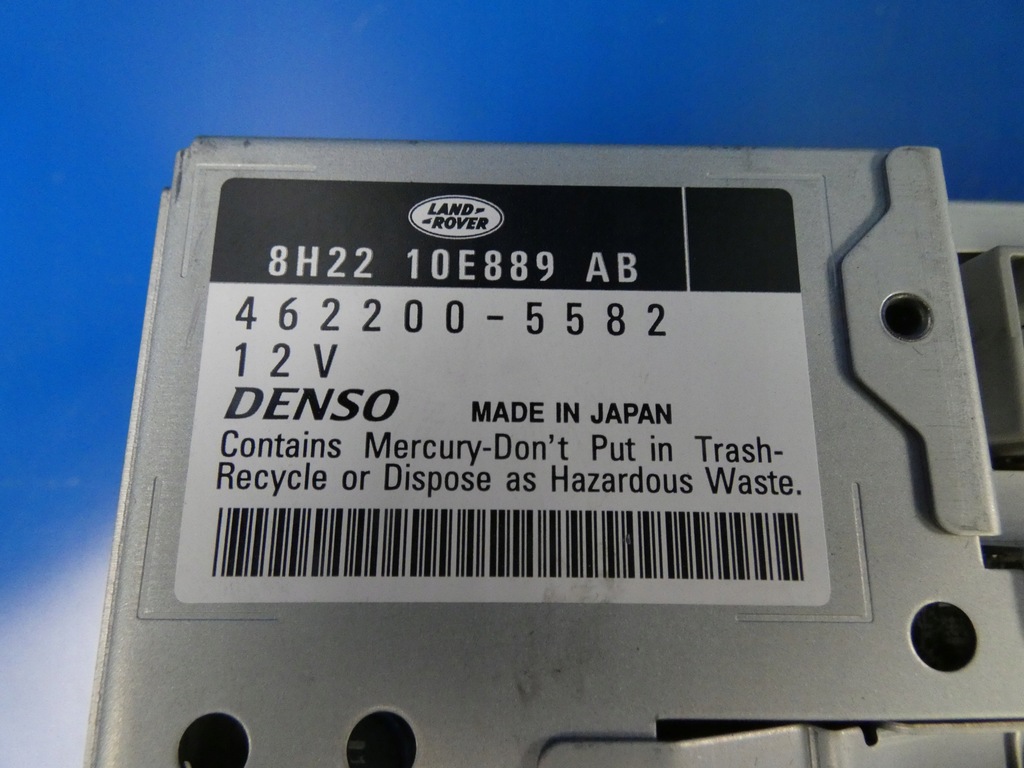 LAND-
-ROVER
8H22 10E889 AB
462200-5582
12V
DENSO MADE IN JAPAN
Contains Mercury-Don't Put in Trash-
Recycle or Dispose as Hazardous Waste.